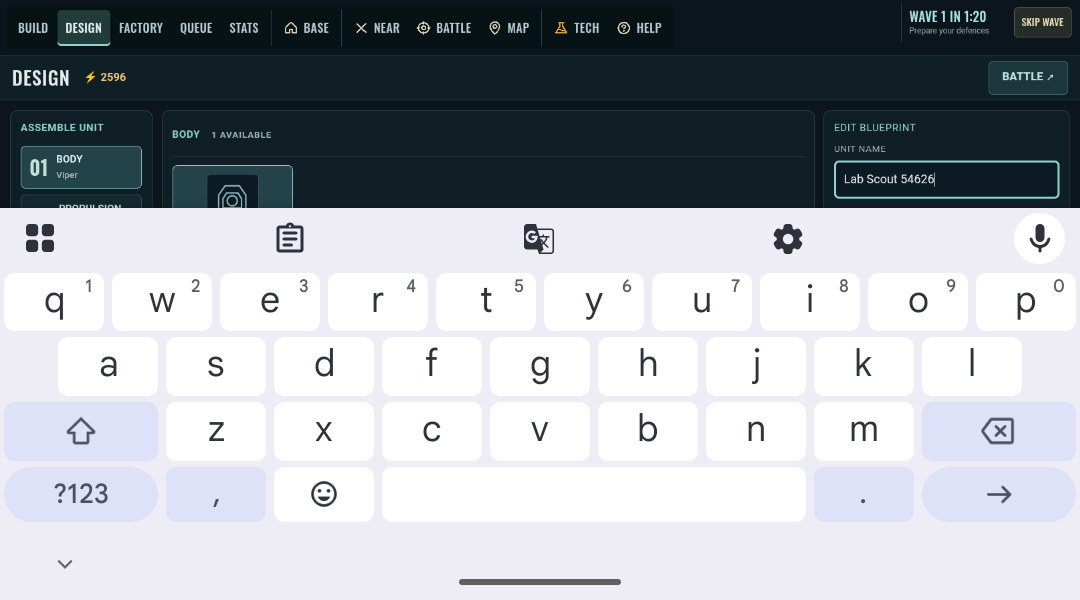 BUILD DESIGN FACTORY QUEUE STATS BASE NEAR BATTLE MAP TECH HELP
WAVE 1 IN 1:20
Prepare your defences
SKIP WAVE
DESIGN 2596
BATTLE ↗
ASSEMBLE UNIT
01 BODY
Viper
PROPULSION
BODY 1 AVAILABLE
EDIT BLUEPRINT
UNIT NAME
Lab Scout 54626
q 1 w 2 e 3 r 4 t 5 y 6 u 7 i 8 o 9 p 0
a s d f g h j k l
z x c v b n m
?123 , .